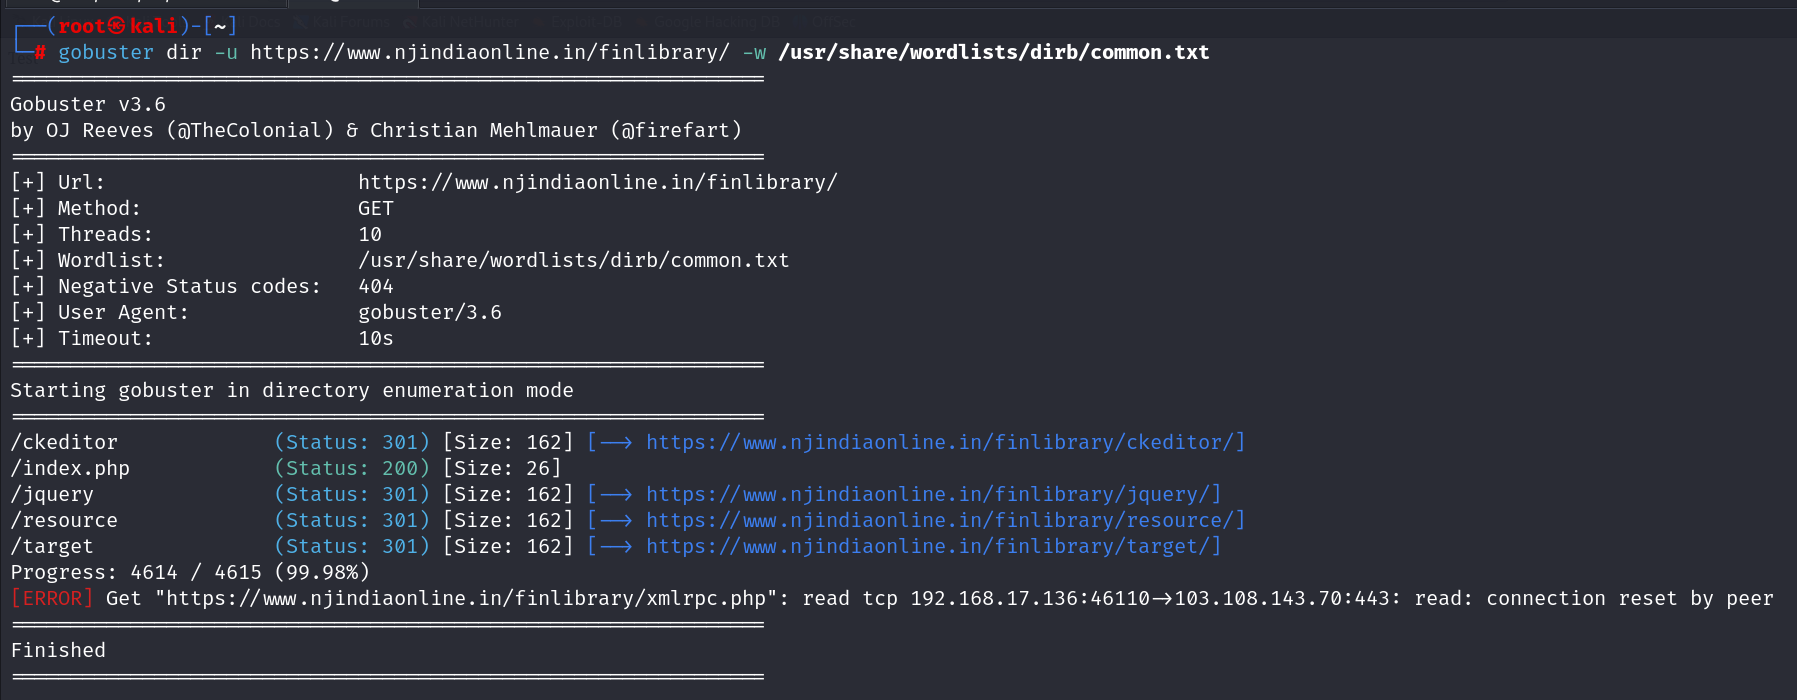 ┌──(root㉿kali)-[~]
└─# gobuster dir -u https://www.njindiaonline.in/finlibrary/ -w /usr/share/wordlists/dirb/common.txt
===============================================================
Gobuster v3.6
by OJ Reeves (@TheColonial) & Christian Mehlmauer (@firefart)
===============================================================
[+] Url:                     https://www.njindiaonline.in/finlibrary/
[+] Method:                  GET
[+] Threads:                 10
[+] Wordlist:                /usr/share/wordlists/dirb/common.txt
[+] Negative Status codes:   404
[+] User Agent:              gobuster/3.6
[+] Timeout:                 10s
===============================================================
Starting gobuster in directory enumeration mode
===============================================================
/ckeditor             (Status: 301) [Size: 162] [--> https://www.njindiaonline.in/finlibrary/ckeditor/]
/index.php            (Status: 200) [Size: 26]
/jquery               (Status: 301) [Size: 162] [--> https://www.njindiaonline.in/finlibrary/jquery/]
/resource             (Status: 301) [Size: 162] [--> https://www.njindiaonline.in/finlibrary/resource/]
/target               (Status: 301) [Size: 162] [--> https://www.njindiaonline.in/finlibrary/target/]
Progress: 4614 / 4615 (99.98%)
[ERROR] Get "https://www.njindiaonline.in/finlibrary/xmlrpc.php": read tcp 192.168.17.136:46110->103.108.143.70:443: read: connection reset by peer
===============================================================
Finished
===============================================================